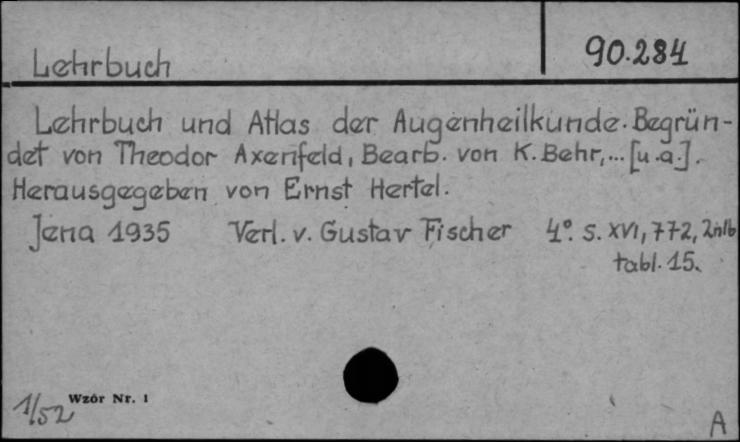 Lehrbuch
90.284
Lehrbuch und Atlas der Augenheilkunde. Begrün-
det von Theodor Axenfeld, Bearb. von K. Behr,... [u.a.].
Herausgegeben von Ernst Hertel.
Jena 1935 Verl. v. Gustav Fischer 4º. S. XVI, 772, 2nlb
tabl. 15.
1/52 Wzór Nr. 1
A